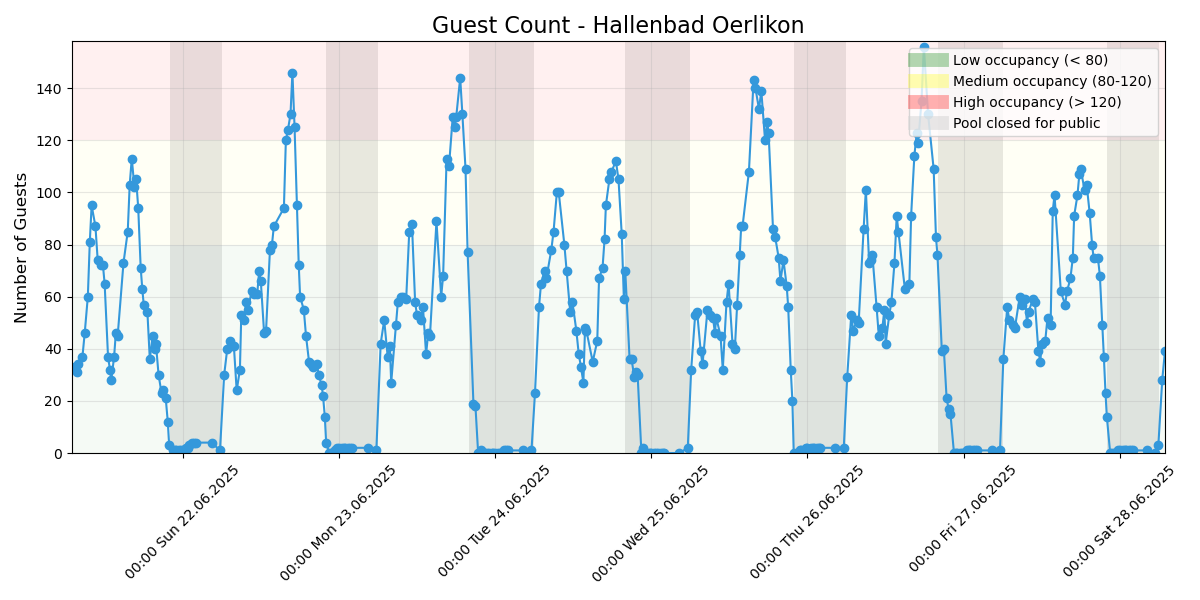 Guest Count - Hallenbad Oerlikon
Number of Guests
140
120
100
80
60
40
20
0
Low occupancy (< 80)
Medium occupancy (80-120)
High occupancy (> 120)
Pool closed for public
00:00 Sun 22.06.2025
00:00 Mon 23.06.2025
00:00 Tue 24.06.2025
00:00 Wed 25.06.2025
00:00 Thu 26.06.2025
00:00 Fri 27.06.2025
00:00 Sat 28.06.2025